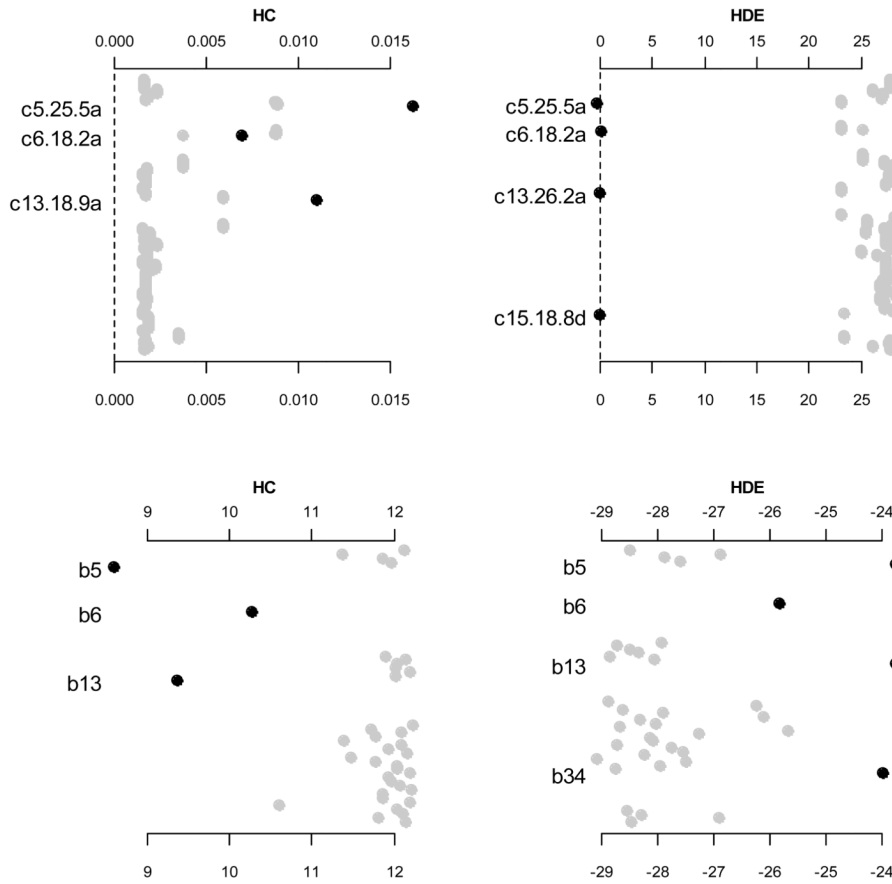 HC
0.000 0.005 0.010 0.015
c5.25.5a
c6.18.2a
c13.18.9a
0.000 0.005 0.010 0.015
HDE
0 5 10 15 20 25
c5.25.5a
c6.18.2a
c13.26.2a
c15.18.8d
0 5 10 15 20 25
HC
9 10 11 12
b5
b6
b13
9 10 11 12
HDE
-29 -28 -27 -26 -25 -24
b5
b6
b13
b34
-29 -28 -27 -26 -25 -24